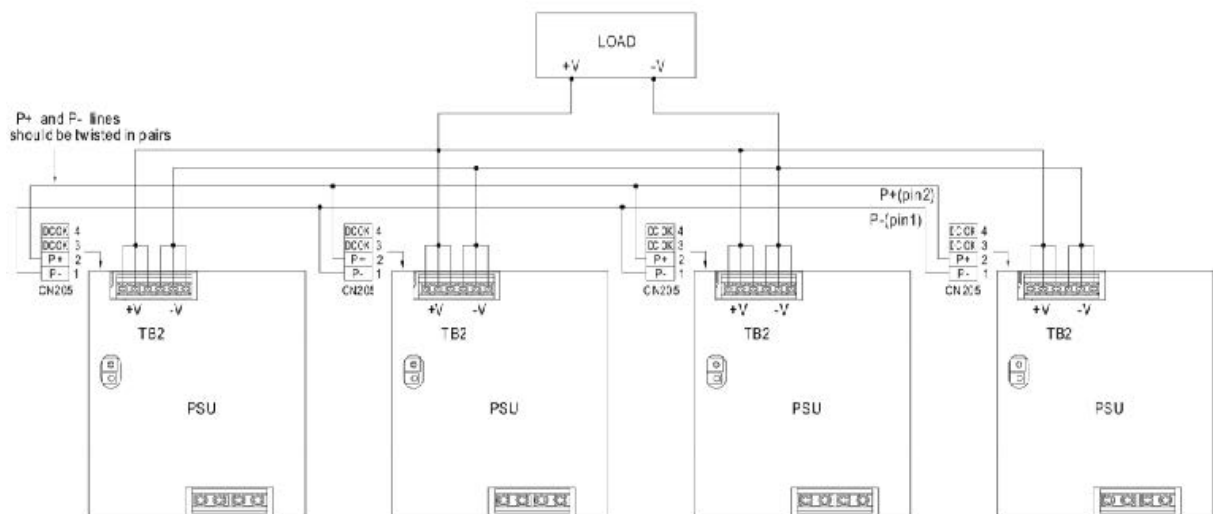 LOAD
+V -V
P+ and P- lines
should be twisted in pairs
P+(pin2)
P-(pin1)
DCOK 4
DCOK 3
P+ 2
P- 1
CN205
+V -V
TB2
PSU
DCOK 4
DCOK 3
P+ 2
P- 1
CN205
+V -V
TB2
PSU
DCOK 4
DCOK 3
P+ 2
P- 1
CN205
+V -V
TB2
PSU
DCOK 4
DCOK 3
P+ 2
P- 1
CN205
+V -V
TB2
PSU